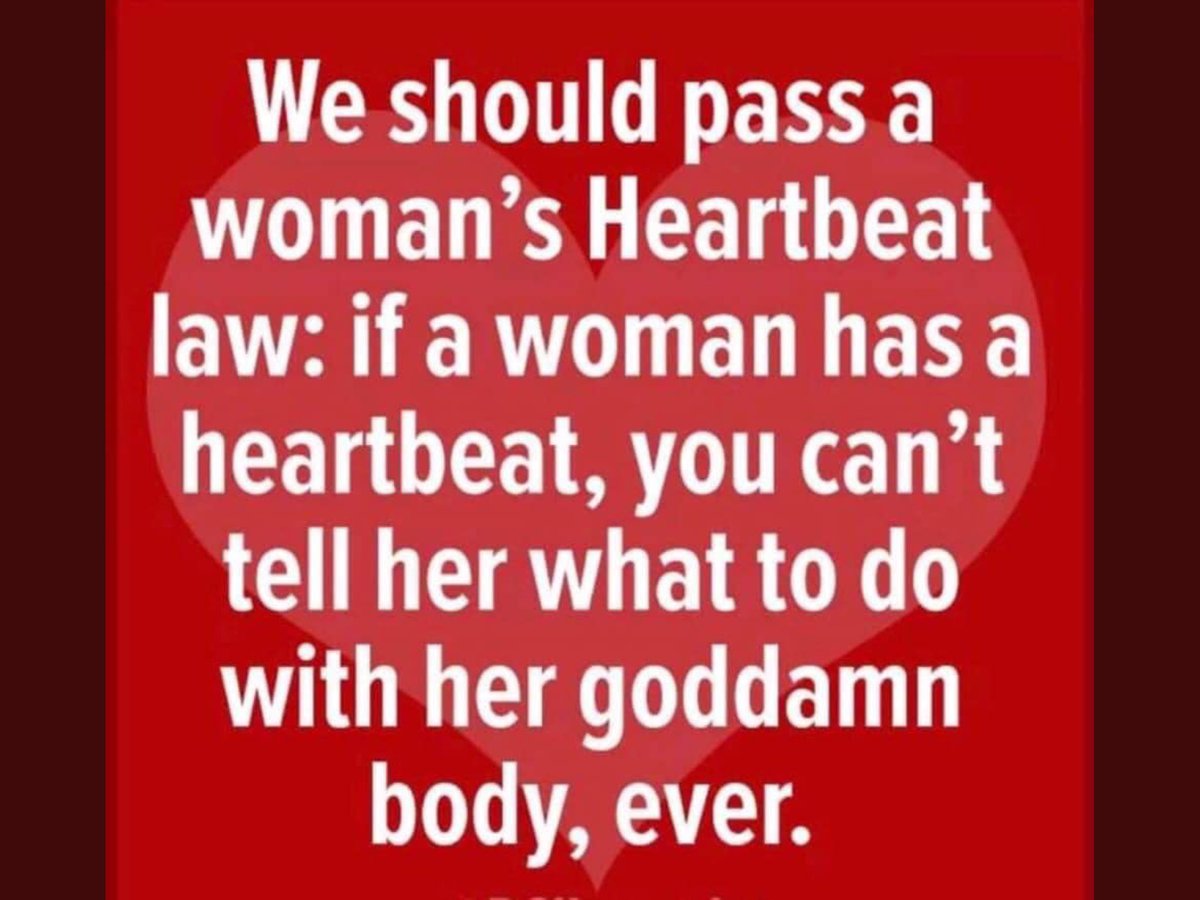 We should pass a
woman’s Heartbeat
law: if a woman has a
heartbeat, you can’t
tell her what to do
with her goddamn
body, ever.